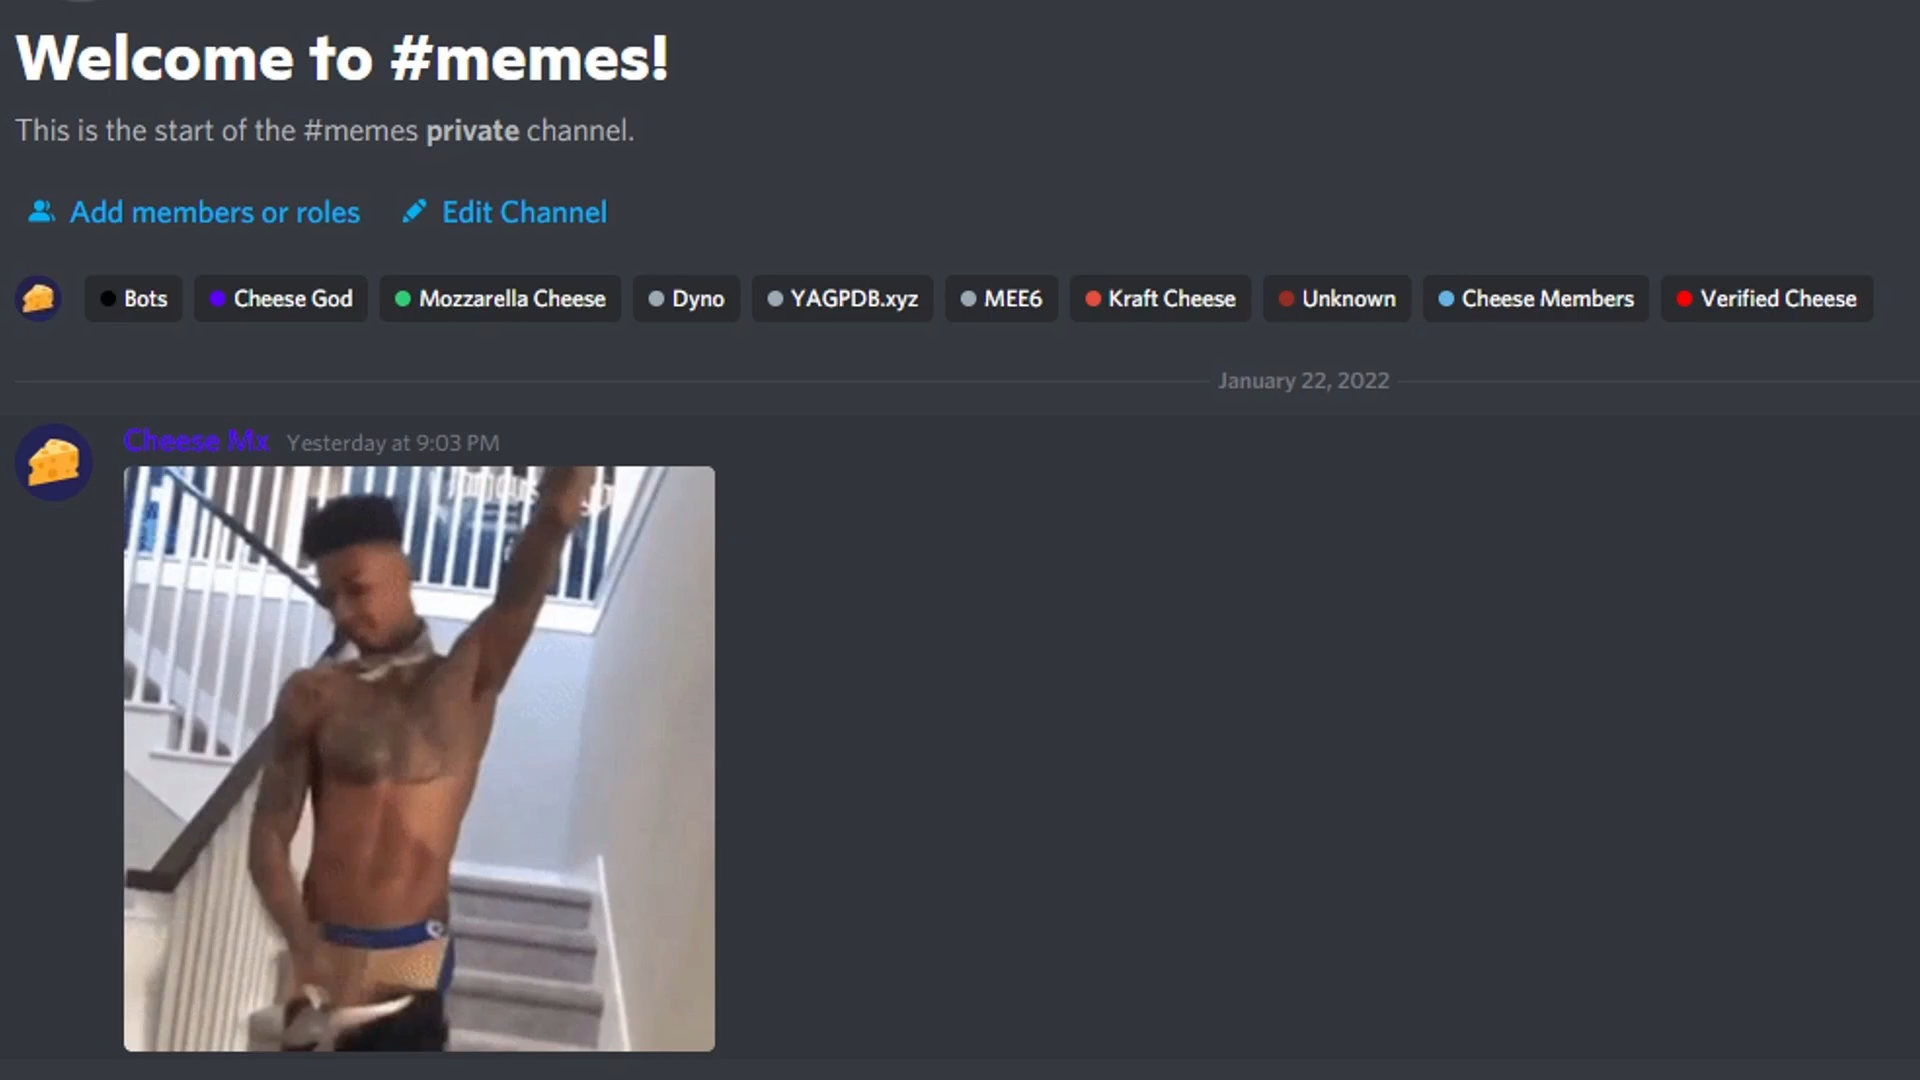 Welcome to #memes!
This is the start of the #memes private channel.
Add members or roles Edit Channel
Bots Cheese God Mozzarella Cheese Dyno YAGPDB.xyz MEE6 Kraft Cheese Unknown Cheese Members Verified Cheese
January 22, 2022
Cheese Mx Yesterday at 9:03 PM